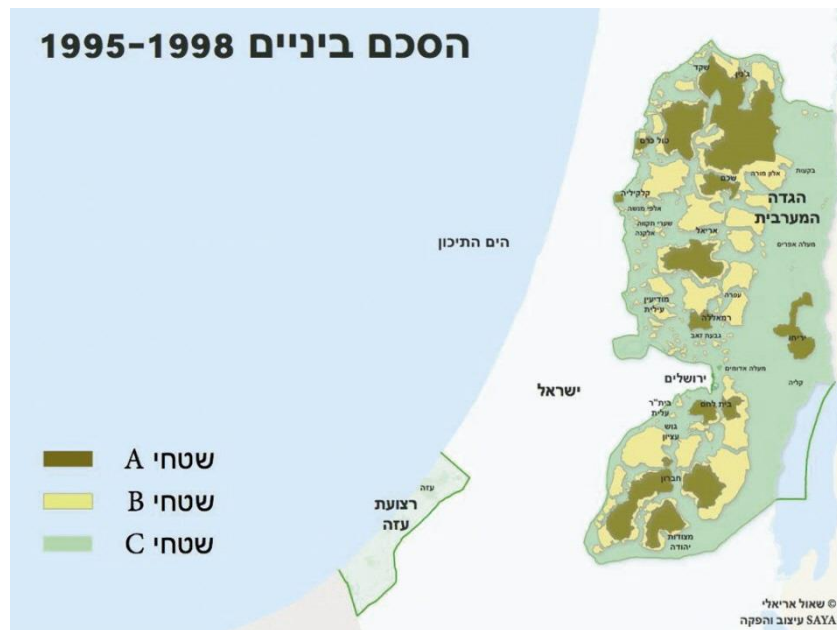 הסכם ביניים 1995-1998
שקד
ג'נין
טול כרם
שכם
אלון מורה
בקעות
קלקיליה
הגדה
המערבית
אלפי מנשה
שערי תקווה
אלקנה
אריאל
מעלה אפרים
הים התיכון
עפרה
מודיעין
עילית
רמאללה
גבעת זאב
יריחו
מעלה אדומים
ירושלים
קליה
ישראל
בית"ר
עלית
בית לחם
גוש
עציון
חברון
מצודות
יהודה
עזה
רצועת
עזה
שטחי A
שטחי B
שטחי C
© שאול אריאלי
SAYA עיצוב והפקה